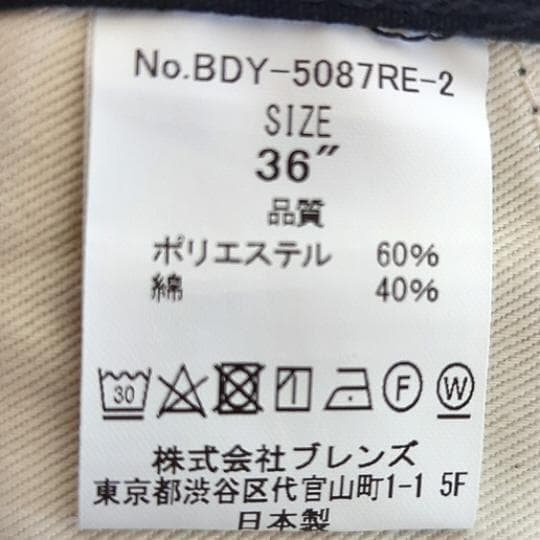 No.BDY-5087RE-2
SIZE
36″
品質
ポリエステル 60%
綿 40%
30 F W
株式会社ブレンズ
東京都渋谷区代官山町1-1 5F
日本製